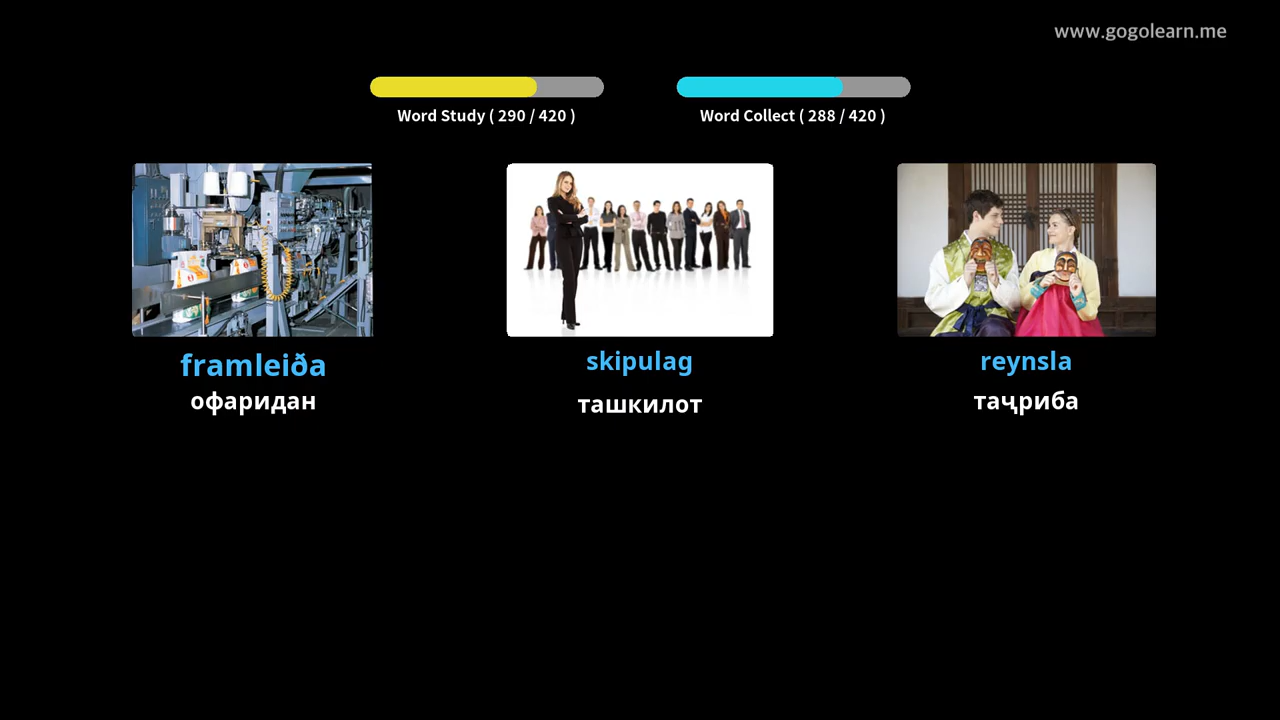 www.gogolearn.me
Word Study ( 290 / 420 )
Word Collect ( 288 / 420 )
framleiða
офаридан
skipulag
ташкилот
reynsla
таҷриба